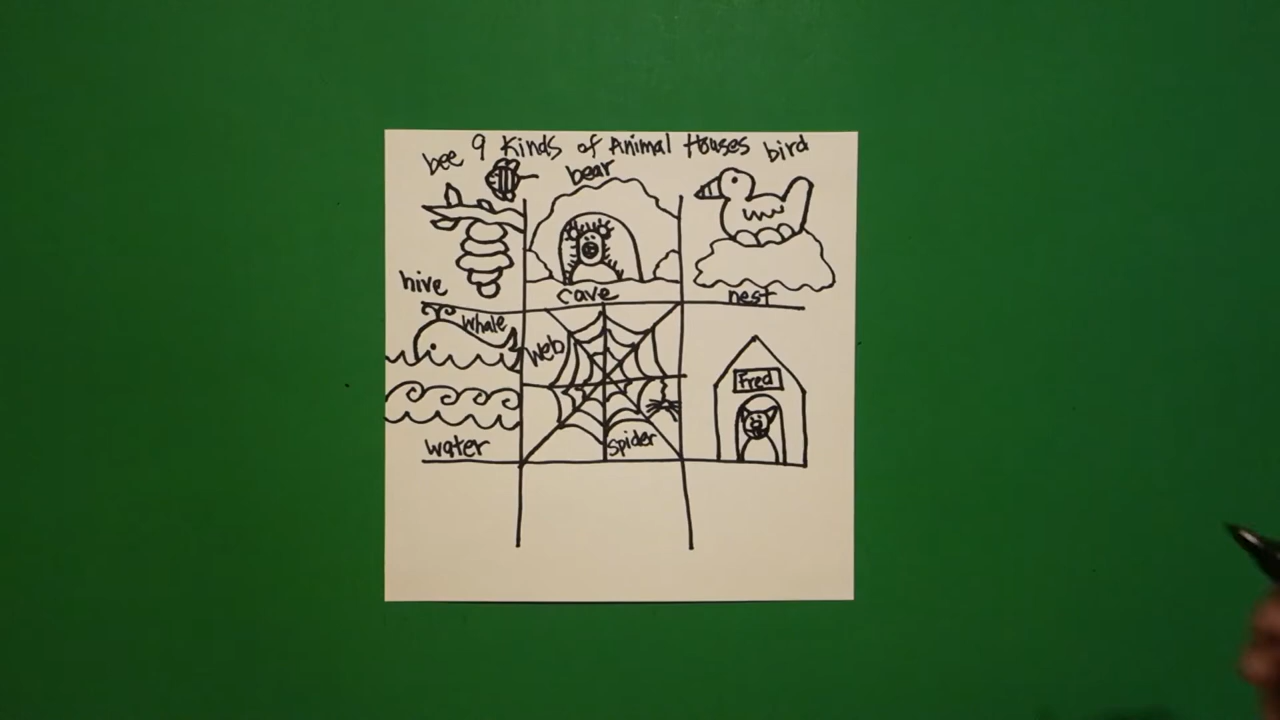 9 Kinds of Animal Houses
bee
bear
bird
hive
cave
nest
whale
web
Fred
water
spider